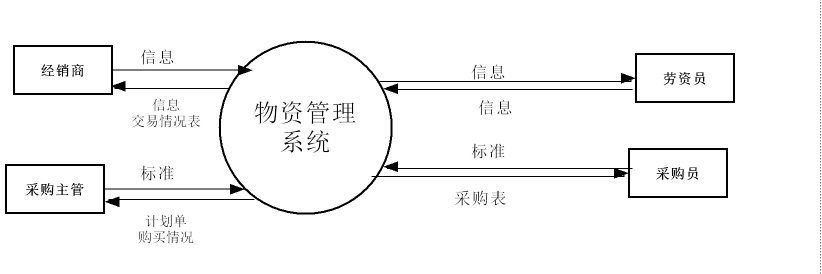 经销商
信息
信息
交易情况表
采购主管
标准
计划单
购买情况
物资管理
系统
信息
信息
劳资员
标准
采购表
采购员